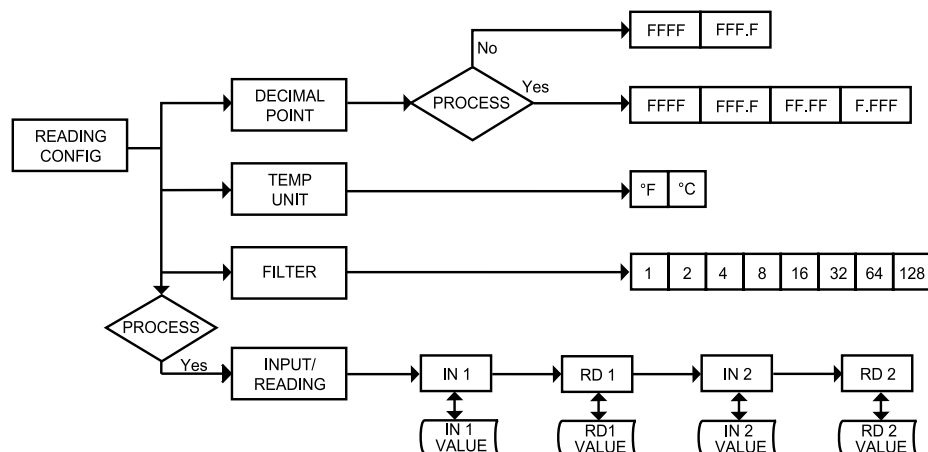 No
FFFF FFF.F
DECIMAL
POINT
PROCESS
Yes
FFFF FFF.F FF.FF F.FFF
READING
CONFIG
TEMP
UNIT
°F °C
FILTER
1 2 4 8 16 32 64 128
PROCESS
Yes
INPUT/
READING
IN 1
RD 1
IN 2
RD 2
IN 1
VALUE
RD1
VALUE
IN 2
VALUE
RD 2
VALUE